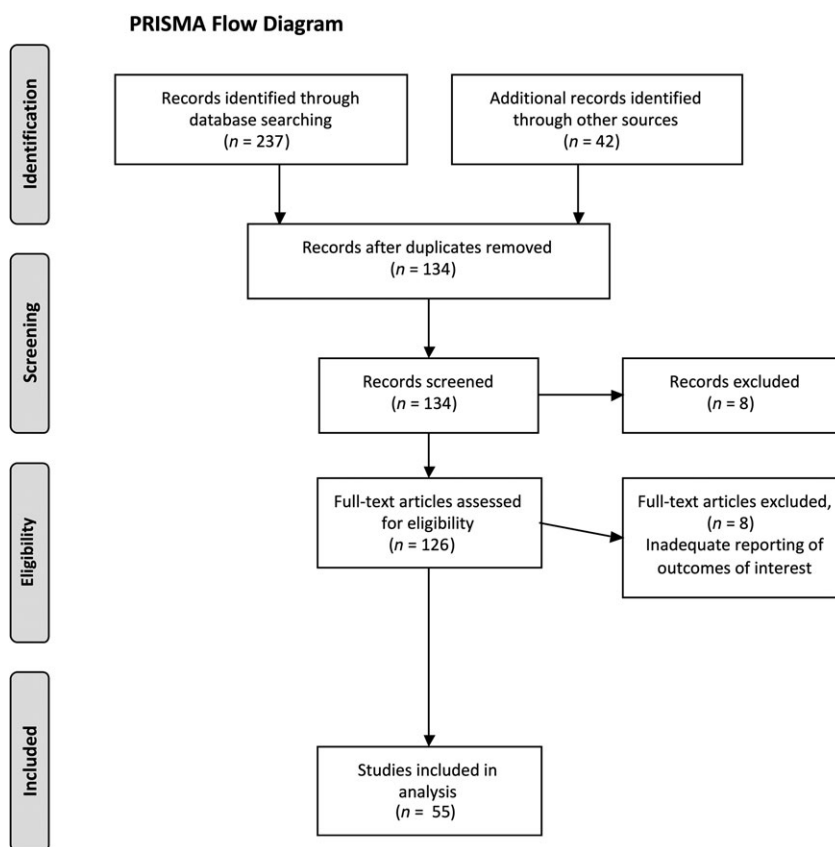 PRISMA Flow Diagram
Identification
Records identified through
database searching
(n = 237)
Additional records identified
through other sources
(n = 42)
Records after duplicates removed
(n = 134)
Screening
Records screened
(n = 134)
Records excluded
(n = 8)
Eligibility
Full-text articles assessed
for eligibility
(n = 126)
Full-text articles excluded,
(n = 8)
Inadequate reporting of
outcomes of interest
Included
Studies included in
analysis
(n = 55)